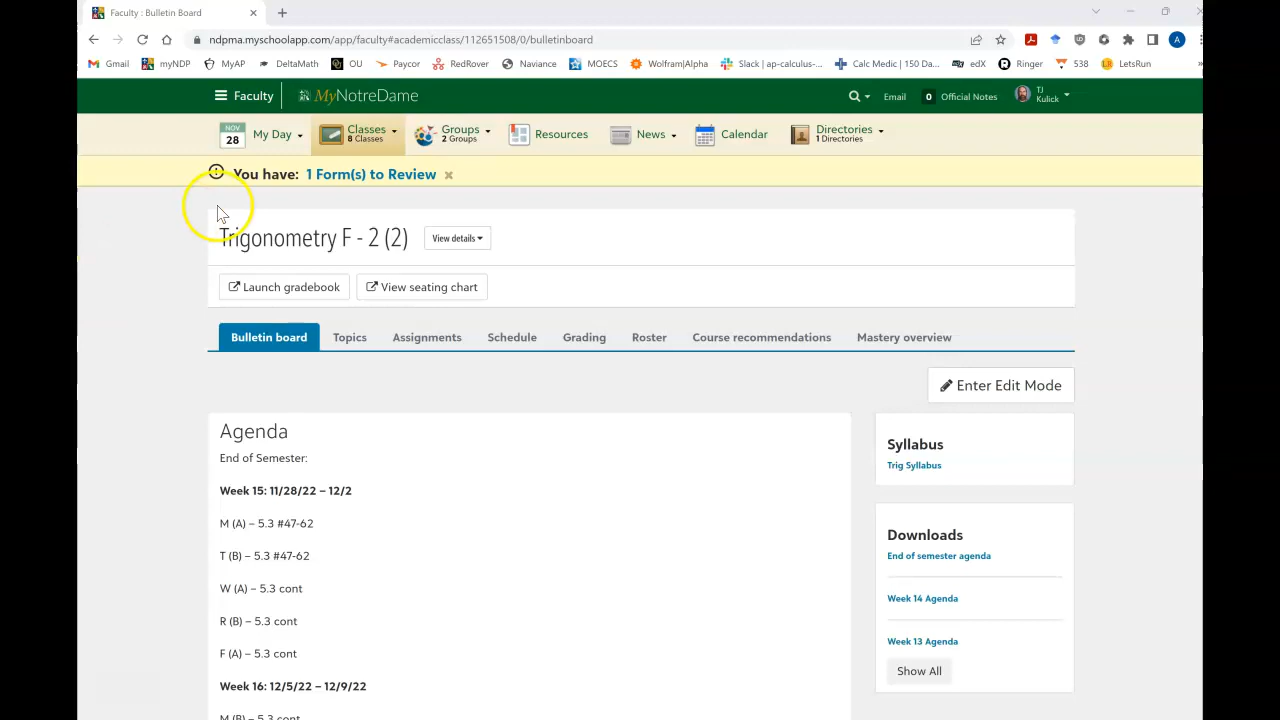 Faculty : Bulletin Board
ndpma.myschoolapp.com/app/faculty#academicclass/112651508/0/bulletinboard
A
Gmail
myNDP
MyAP
DeltaMath
OU
Paycor
RedRover
Naviance
MOECS
Wolfram|Alpha
Slack | ap-calculus-...
Calc Medic | 150 Da...
edX
Ringer
538
LetsRun
Faculty
MyNOTREDAME
Email
0 Official Notes
TJ
Kulick
NOV
28
My Day
Classes
8 Classes
Groups
2 Groups
Resources
News
Calendar
Directories
1 Directories
You have: 1 Form(s) to Review
Trigonometry F - 2 (2)
View details
Launch gradebook
View seating chart
Bulletin board
Topics
Assignments
Schedule
Grading
Roster
Course recommendations
Mastery overview
Enter Edit Mode
Agenda
End of Semester:
Week 15: 11/28/22 – 12/2
M (A) – 5.3 #47-62
T (B) – 5.3 #47-62
W (A) – 5.3 cont
R (B) – 5.3 cont
F (A) – 5.3 cont
Week 16: 12/5/22 – 12/9/22
M (B) – 5.3 cont
Syllabus
Trig Syllabus
Downloads
End of semester agenda
Week 14 Agenda
Week 13 Agenda
Show All